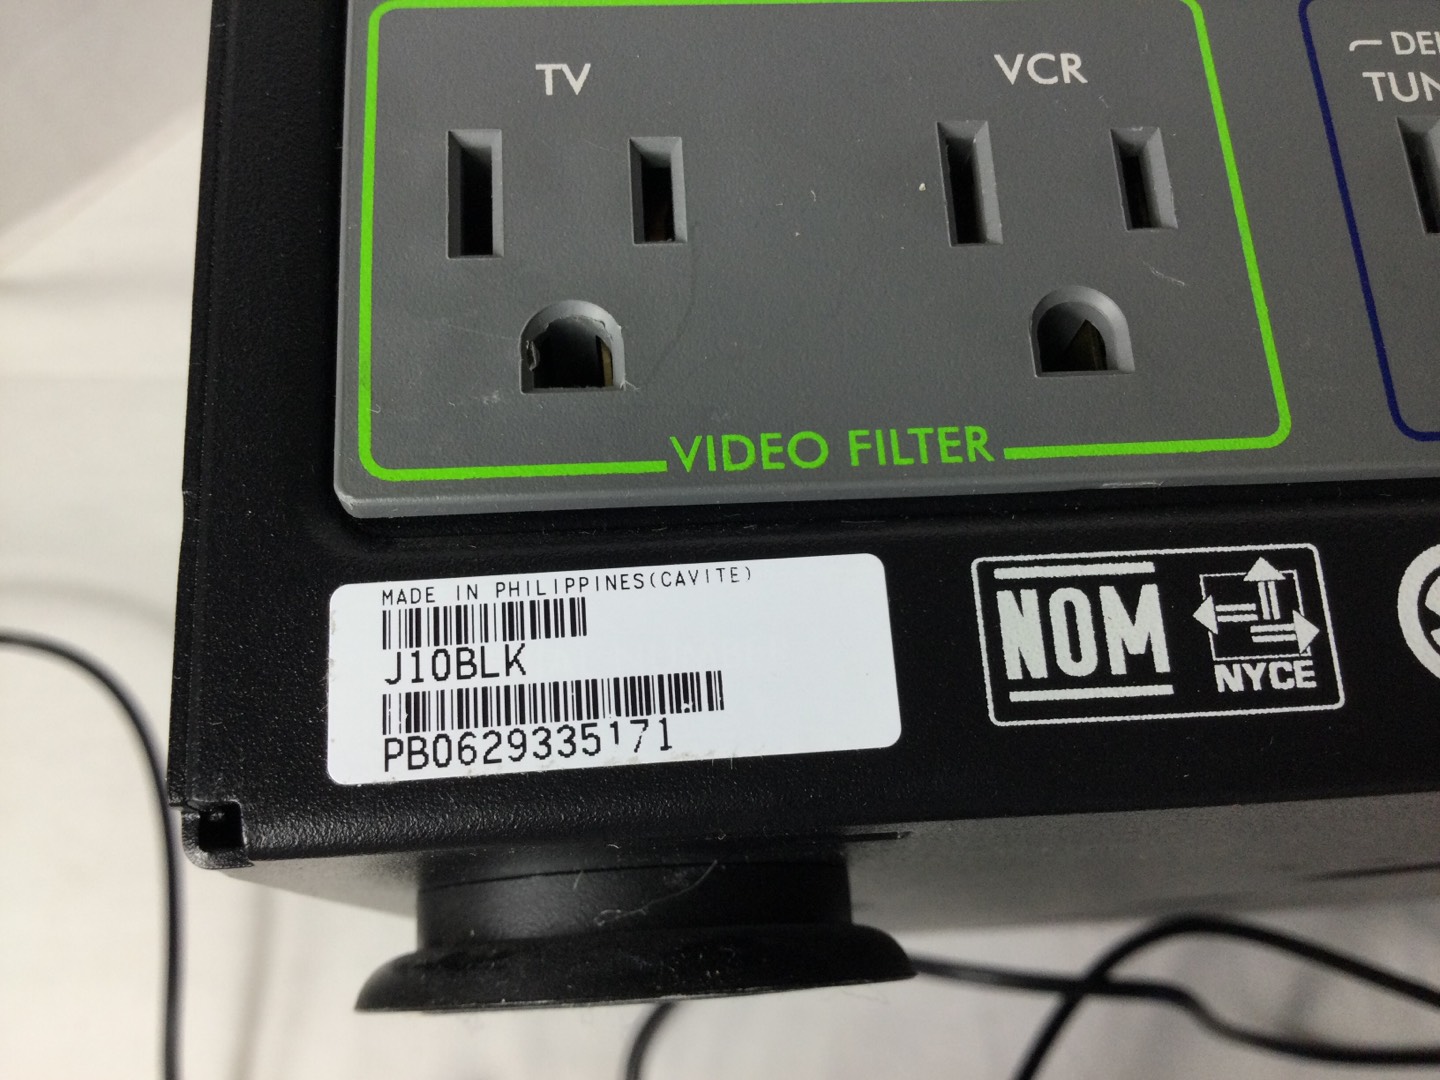 TV
VCR
VIDEO FILTER
MADE IN PHILIPPINES(CAVITE)
J10BLK
PB0629335171
NOM
NYCE